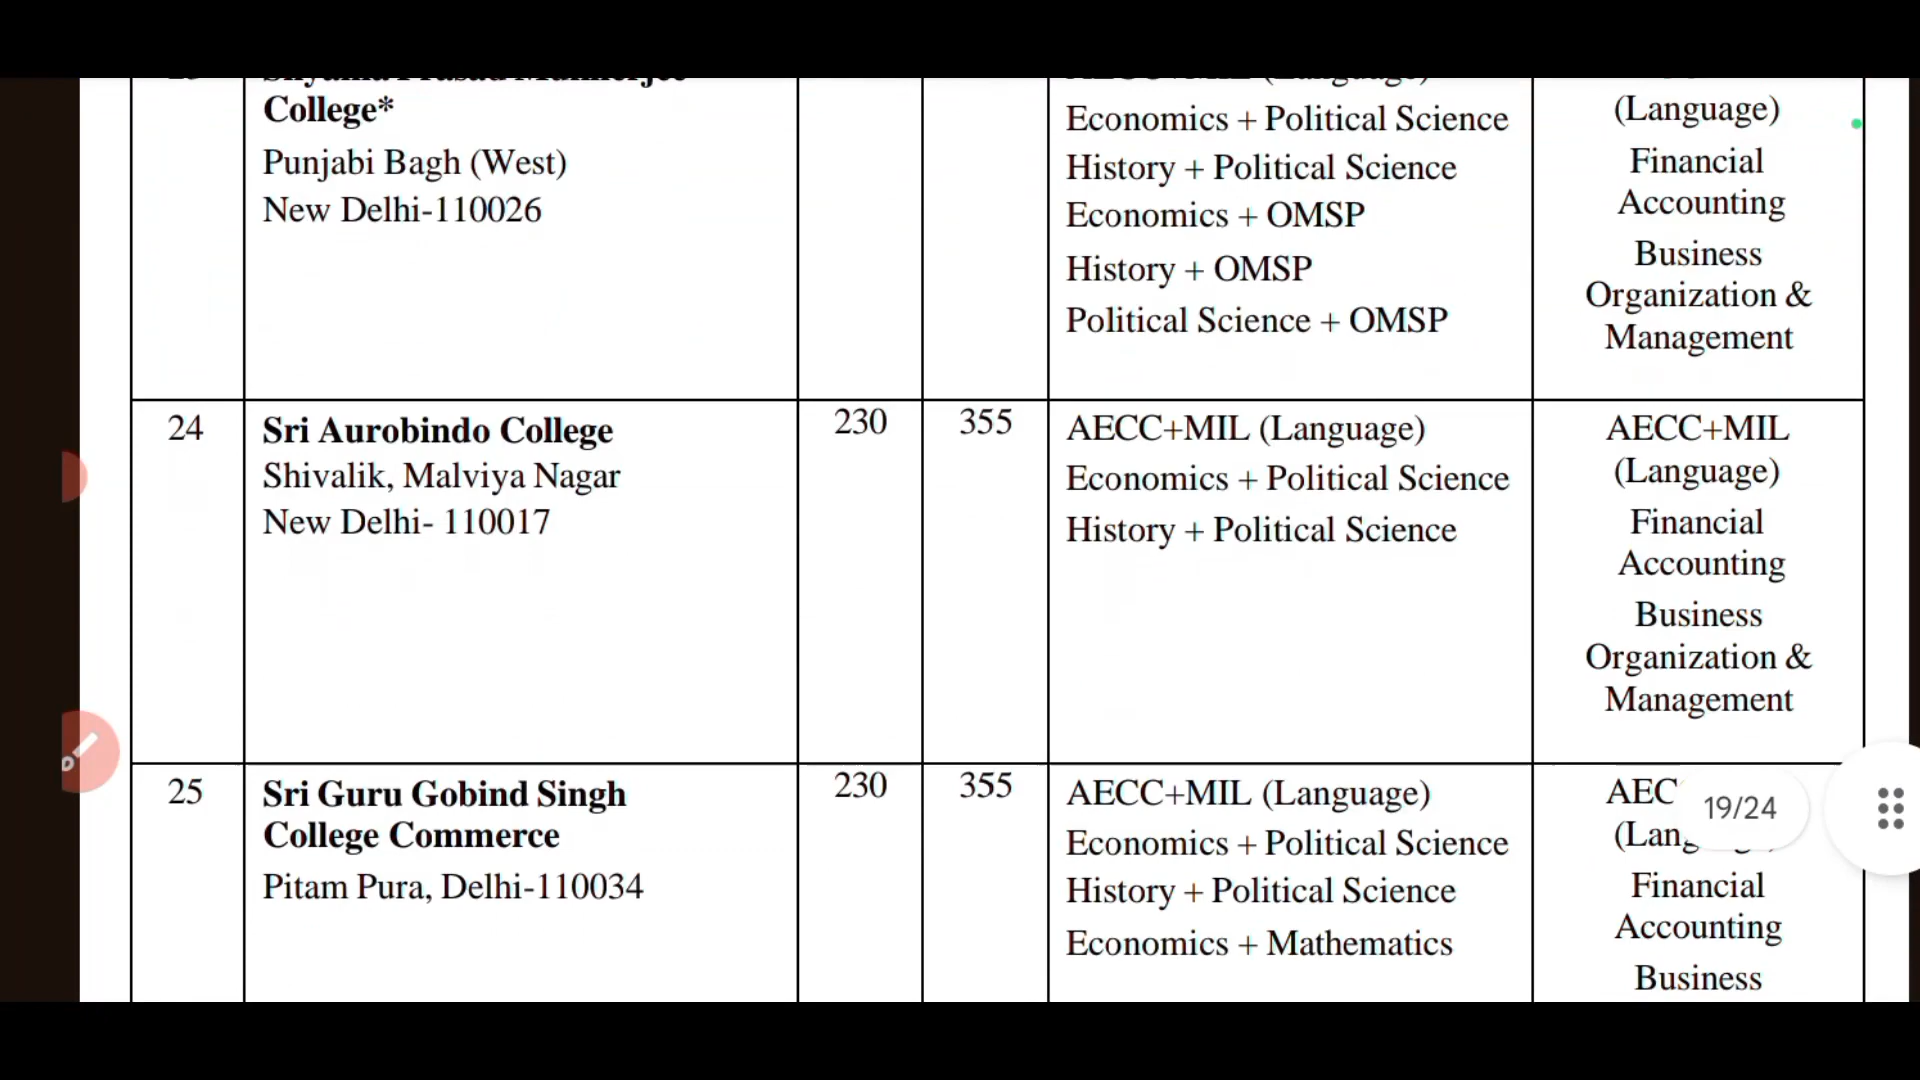 College*
Punjabi Bagh (West)
New Delhi-110026
Economics + Political Science
History + Political Science
Economics + OMSP
History + OMSP
Political Science + OMSP
(Language)
Financial
Accounting
Business
Organization &
Management
24
Sri Aurobindo College
Shivalik, Malviya Nagar
New Delhi- 110017
230
355
AECC+MIL (Language)
Economics + Political Science
History + Political Science
AECC+MIL
(Language)
Financial
Accounting
Business
Organization &
Management
25
Sri Guru Gobind Singh
College Commerce
Pitam Pura, Delhi-110034
230
355
AECC+MIL (Language)
Economics + Political Science
History + Political Science
Economics + Mathematics
Financial
Accounting
Business
19/24